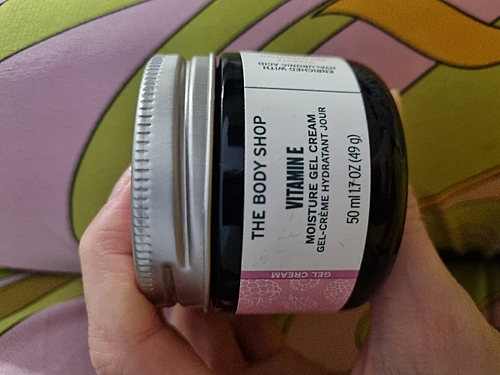 ENRICHED WITH
HYALURONIC ACID
THE BODY SHOP
VITAMIN E
MOISTURE GEL CREAM
GEL-CRÈME HYDRATANT JOUR
50 ml 1.7 OZ (49 g)
GEL CREAM